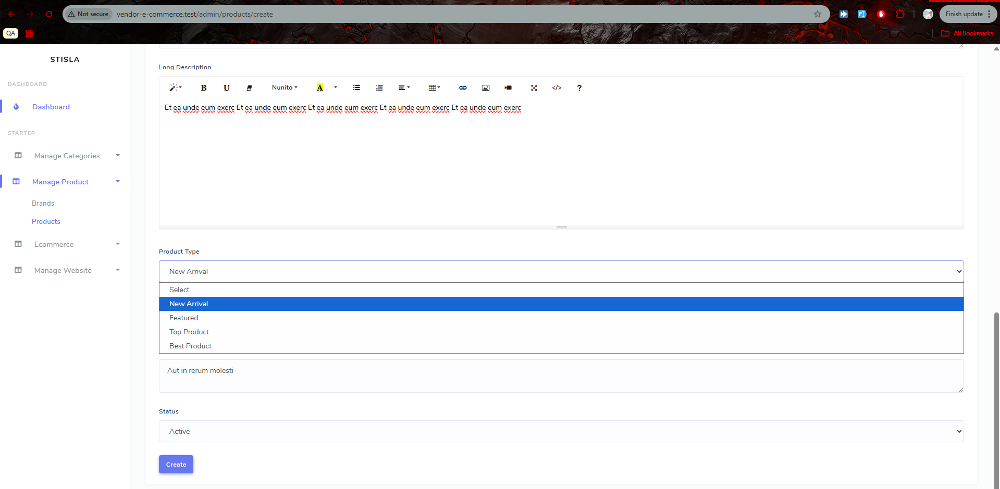 Not secure vendor-e-commerce.test/admin/products/create Finish update
QA All Bookmarks
STISLA
DASHBOARD
Dashboard
STARTER
Manage Categories
Manage Product
Brands
Products
Ecommerce
Manage Website
Long Description
B U Nunito A </> ?
Et ea unde eum exerc Et ea unde eum exerc Et ea unde eum exerc Et ea unde eum exerc Et ea unde eum exerc
Product Type
New Arrival
Select
New Arrival
Featured
Top Product
Best Product
Aut in rerum molesti
Status
Active
Create